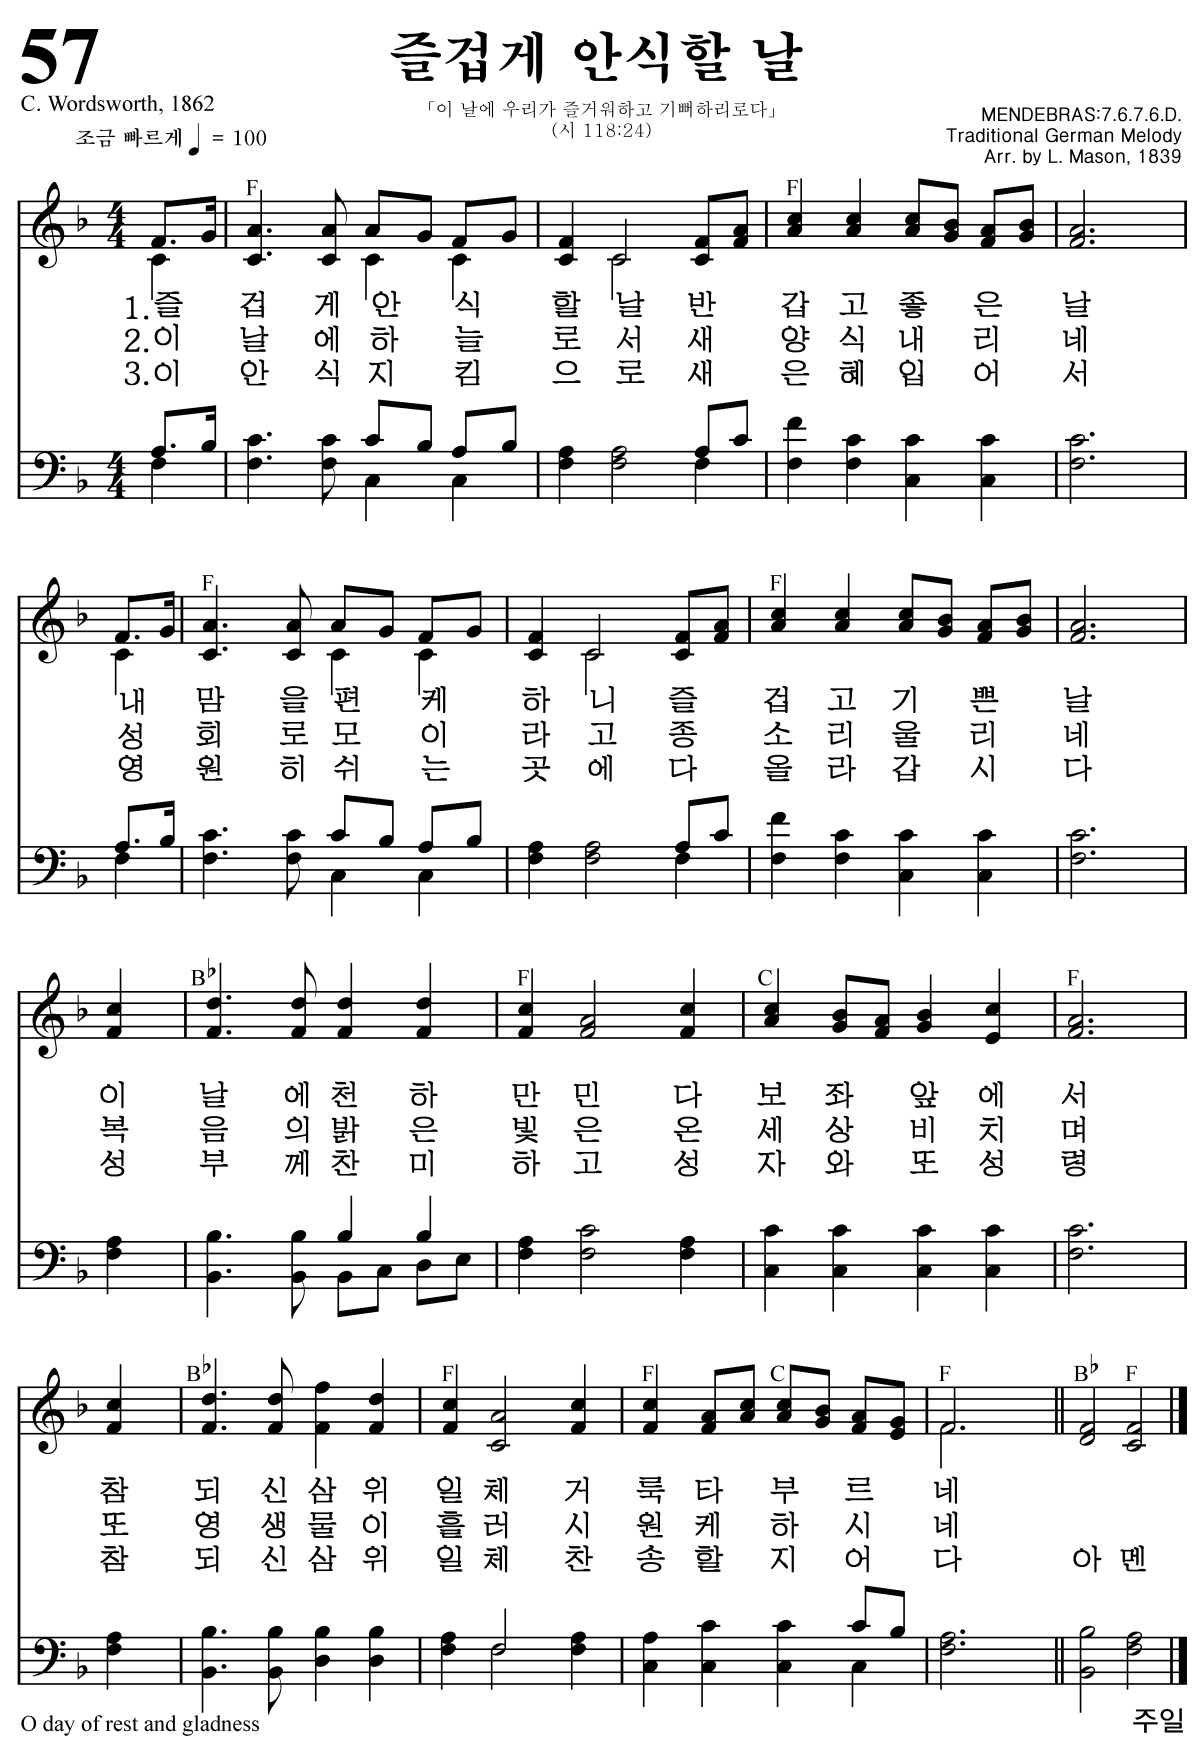 57
즐겁게 안식할 날
C. Wordsworth, 1862
「이 날에 우리가 즐거워하고 기뻐하리로다」
(시 118:24)
MENDEBRAS:7.6.7.6.D.
Traditional German Melody
Arr. by L. Mason, 1839
조금 빠르게 ♩ = 100
F F
4 4
1.즐 겁 게 안 식 할 날 반 갑 고 좋 은 날
2.이 날 에 하 늘 로 서 새 양 식 내 리 네
3.이 안 식 지 킴 으 로 새 은 혜 입 어 서
4 4
F F
내 맘 을 편 케 하 니 즐 겁 고 기 쁜 날
성 회 로 모 이 라 고 종 소 리 울 리 네
영 원 히 쉬 는 곳 에 다 올 라 갑 시 다
B♭ F C F
이 날 에 천 하 만 민 다 보 좌 앞 에 서
복 음 의 밝 은 빛 은 온 세 상 비 치 며
성 부 께 찬 미 하 고 성 자 와 또 성 령
B♭ F F C F B♭ F
참 되 신 삼 위 일 체 거 룩 타 부 르 네
또 영 생 물 이 흘 러 시 원 케 하 시 네
참 되 신 삼 위 일 체 찬 송 할 지 어 다 아 멘
O day of rest and gladness
주일